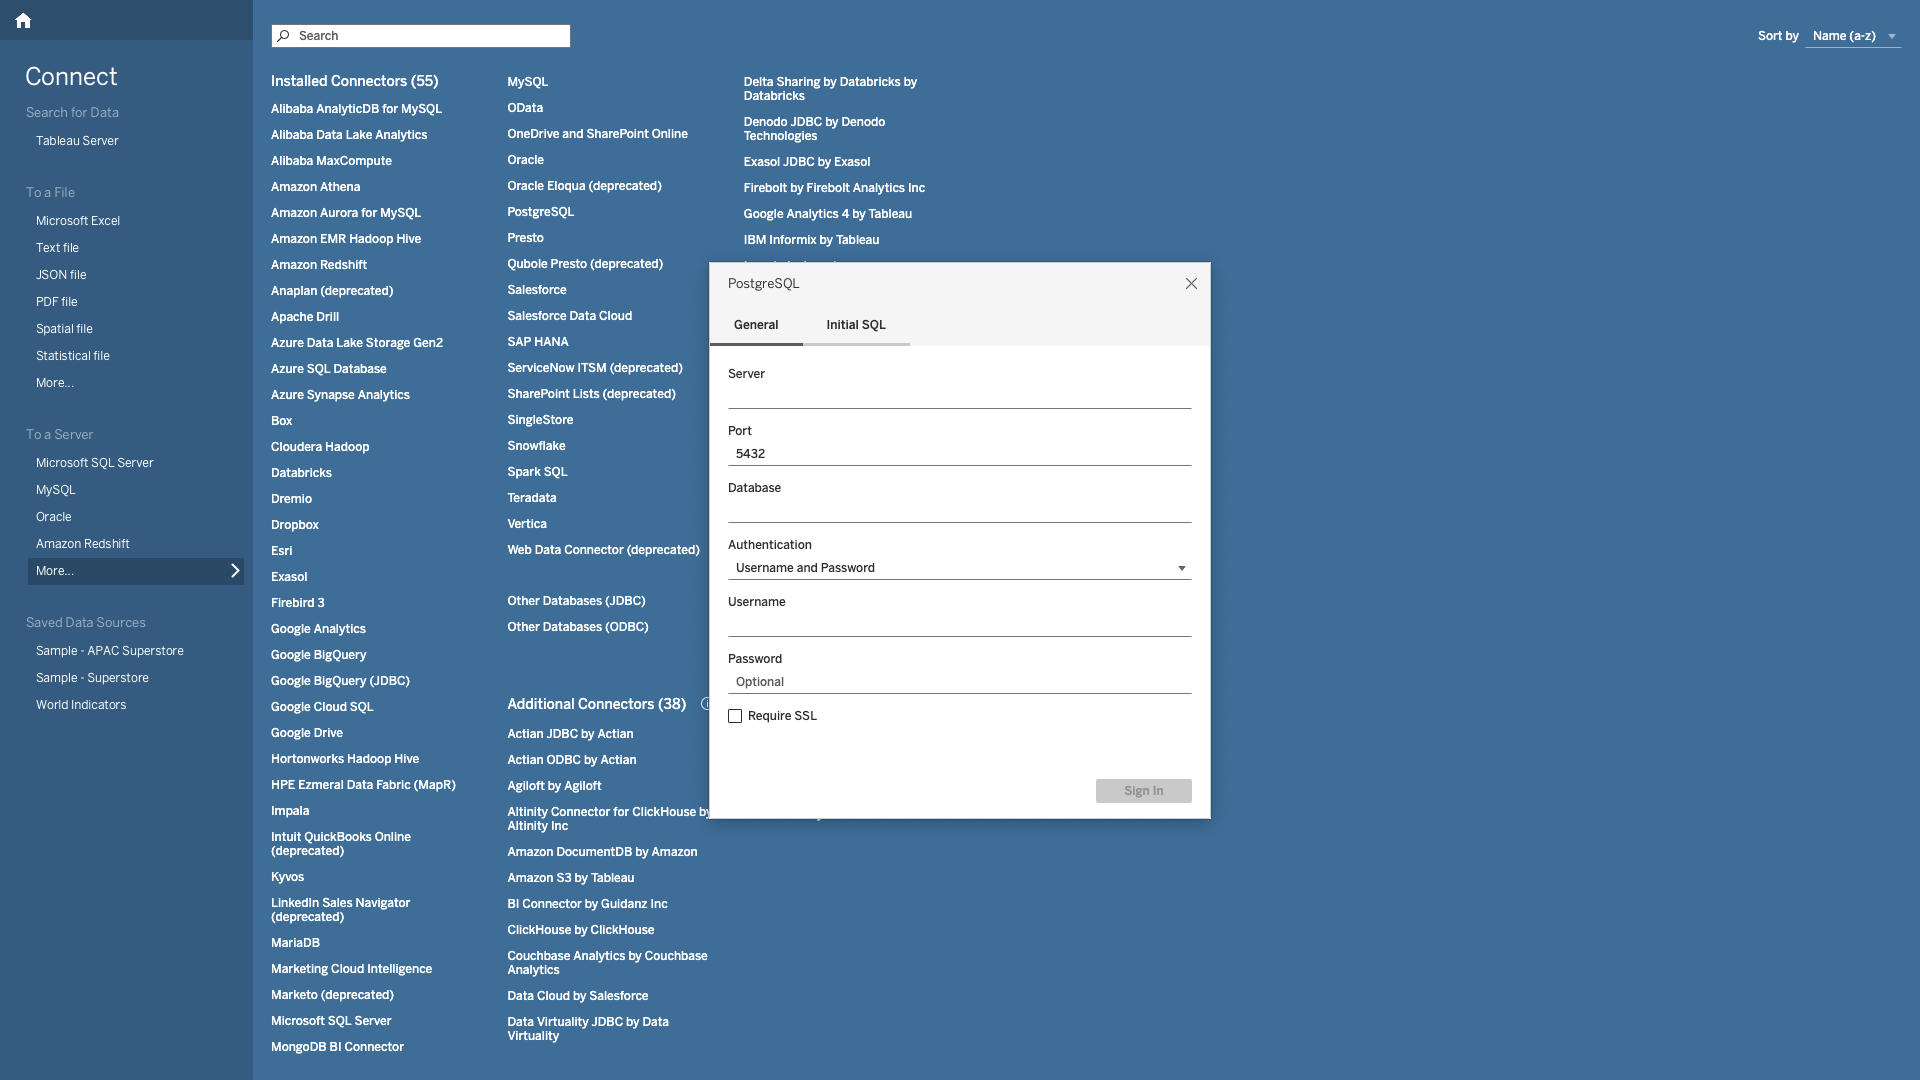 Connect
Search for Data
Tableau Server
To a File
Microsoft Excel
Text file
JSON file
PDF file
Spatial file
Statistical file
More...
To a Server
Microsoft SQL Server
MySQL
Oracle
Amazon Redshift
More...
Saved Data Sources
Sample - APAC Superstore
Sample - Superstore
World Indicators
Search
Sort by Name (a-z)
Installed Connectors (55)
Alibaba AnalyticDB for MySQL
Alibaba Data Lake Analytics
Alibaba MaxCompute
Amazon Athena
Amazon Aurora for MySQL
Amazon EMR Hadoop Hive
Amazon Redshift
Anaplan (deprecated)
Apache Drill
Azure Data Lake Storage Gen2
Azure SQL Database
Azure Synapse Analytics
Box
Cloudera Hadoop
Databricks
Dremio
Dropbox
Esri
Exasol
Firebird 3
Google Analytics
Google BigQuery
Google BigQuery (JDBC)
Google Cloud SQL
Google Drive
Hortonworks Hadoop Hive
HPE Ezmeral Data Fabric (MapR)
Impala
Intuit QuickBooks Online
(deprecated)
Kyvos
LinkedIn Sales Navigator
(deprecated)
MariaDB
Marketing Cloud Intelligence
Marketo (deprecated)
Microsoft SQL Server
MongoDB BI Connector
MySQL
OData
OneDrive and SharePoint Online
Oracle
Oracle Eloqua (deprecated)
PostgreSQL
Presto
Qubole Presto (deprecated)
Salesforce
Salesforce Data Cloud
SAP HANA
ServiceNow ITSM (deprecated)
SharePoint Lists (deprecated)
SingleStore
Snowflake
Spark SQL
Teradata
Vertica
Web Data Connector (deprecated)
Other Databases (JDBC)
Other Databases (ODBC)
Additional Connectors (38)
Actian JDBC by Actian
Actian ODBC by Actian
Agiloft by Agiloft
Altinity Connector for ClickHouse by
Altinity Inc
Amazon DocumentDB by Amazon
Amazon S3 by Tableau
BI Connector by Guidanz Inc
ClickHouse by ClickHouse
Couchbase Analytics by Couchbase
Analytics
Data Cloud by Salesforce
Data Virtuality JDBC by Data
Virtuality
Delta Sharing by Databricks by
Databricks
Denodo JDBC by Denodo
Technologies
Exasol JDBC by Exasol
Firebolt by Firebolt Analytics Inc
Google Analytics 4 by Tableau
IBM Informix by Tableau
PostgreSQL
General
Initial SQL
Server
Port
5432
Database
Authentication
Username and Password
Username
Password
Optional
Require SSL
Sign In